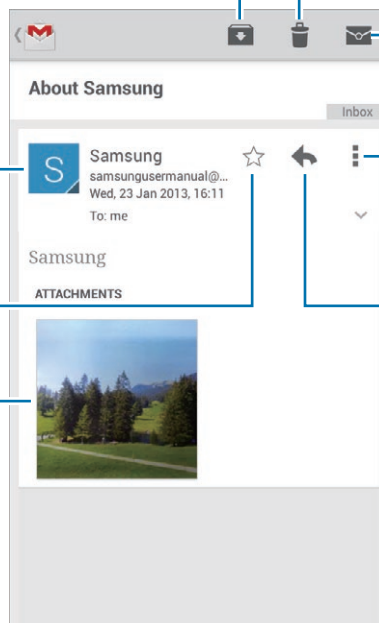 About Samsung
Inbox
S
Samsung
samsungusermanual@...
Wed, 23 Jan 2013, 16:11
To: me
Samsung
ATTACHMENTS